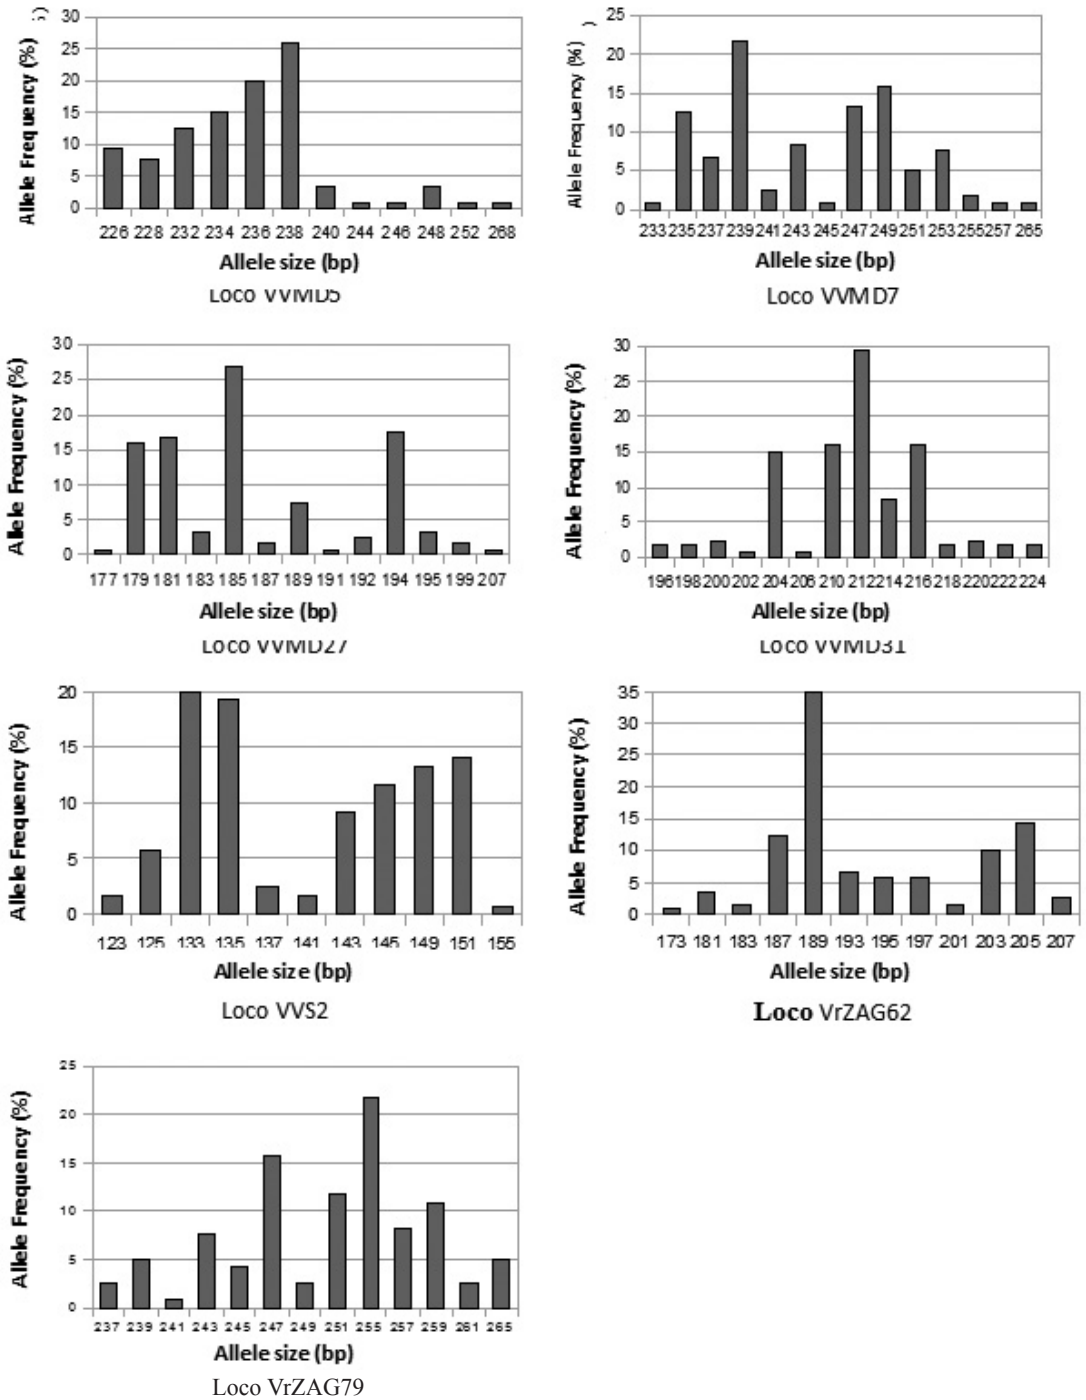 Allele Frequency (%)
30
25
20
15
10
5
0
226 228 232 234 236 238 240 244 246 248 252 268
Allele size (bp)
Loco VVMD5
Allele Frequency (%)
25
20
15
10
5
0
233 235 237 239 241 243 245 247 249 251 253 255 257 265
Allele size (bp)
Loco VVMD7
Allele Frequency (%)
30
25
20
15
10
5
0
177 179 181 183 185 187 189 191 192 194 195 199 207
Allele size (bp)
Loco VVMD27
Allele Frequency (%)
30
25
20
15
10
5
0
196 198 200 202 204 206 210 212 214 216 218 220 222 224
Allele size (bp)
Loco VVMD31
Allele Frequency (%)
20
15
10
5
0
123 125 133 135 137 141 143 145 149 151 155
Allele size (bp)
Loco VVS2
Allele Frequency (%)
35
30
25
20
15
10
5
0
173 181 183 187 189 193 195 197 201 203 205 207
Allele size (bp)
Loco VrZAG62
Allele Frequency (%)
25
20
15
10
5
0
237 239 241 243 245 247 249 251 255 257 259 261 265
Allele size (bp)
Loco VrZAG79